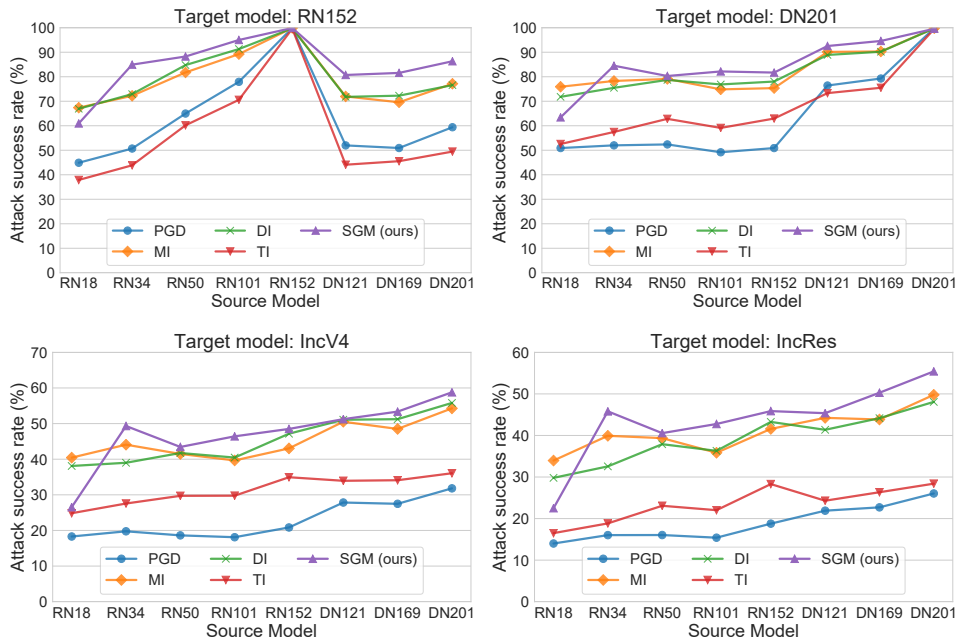 Target model: RN152
Attack success rate (%)
100
90
80
70
60
50
40
30
20
10
0
PGD DI SGM (ours)
MI TI
RN18 RN34 RN50 RN101 RN152 DN121 DN169 DN201
Source Model
Target model: DN201
Attack success rate (%)
100
90
80
70
60
50
40
30
20
10
0
PGD DI SGM (ours)
MI TI
RN18 RN34 RN50 RN101 RN152 DN121 DN169 DN201
Source Model
Target model: IncV4
Attack success rate (%)
70
60
50
40
30
20
10
0
PGD DI SGM (ours)
MI TI
RN18 RN34 RN50 RN101 RN152 DN121 DN169 DN201
Source Model
Target model: IncRes
Attack success rate (%)
60
50
40
30
20
10
0
PGD DI SGM (ours)
MI TI
RN18 RN34 RN50 RN101 RN152 DN121 DN169 DN201
Source Model